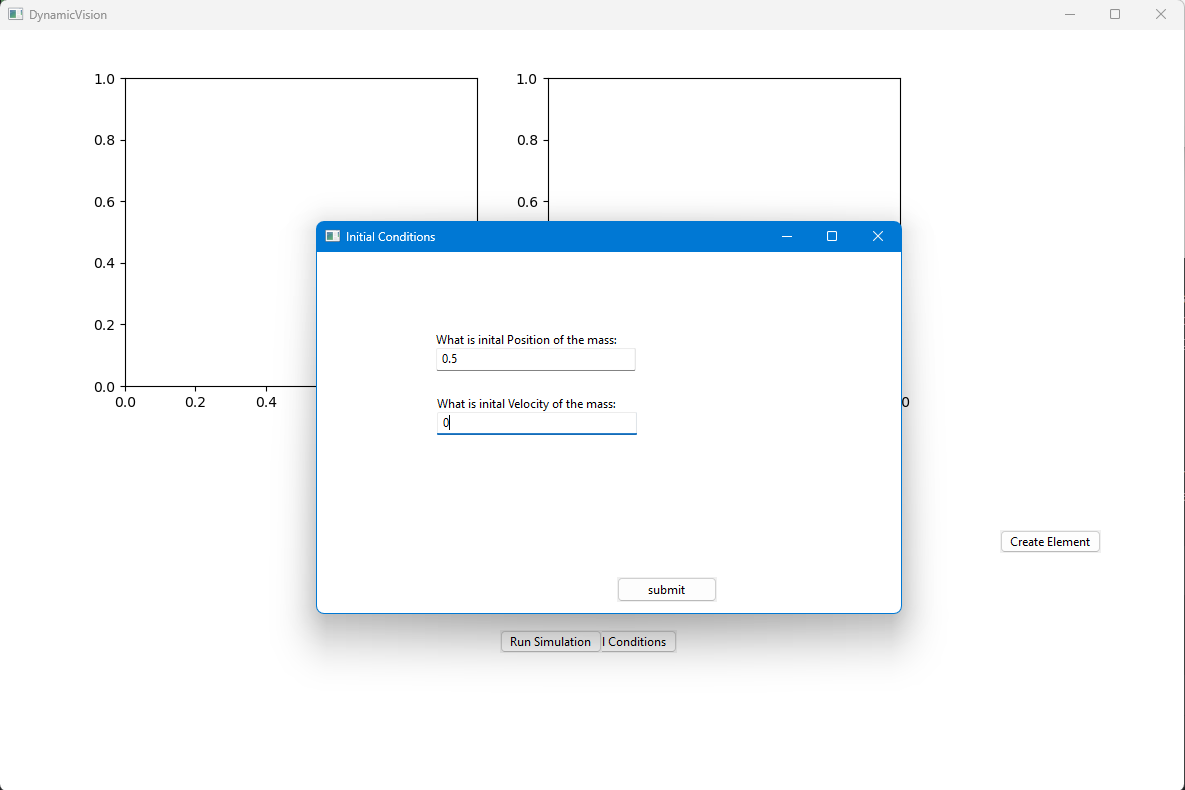 DynamicVision
1.0
0.8
0.6
0.4
0.2
0.0
0.0 0.2 0.4
1.0
0.8
0.6
0
Initial Conditions
What is inital Position of the mass:
0.5
What is inital Velocity of the mass:
0
submit
Create Element
Run Simulation
l Conditions